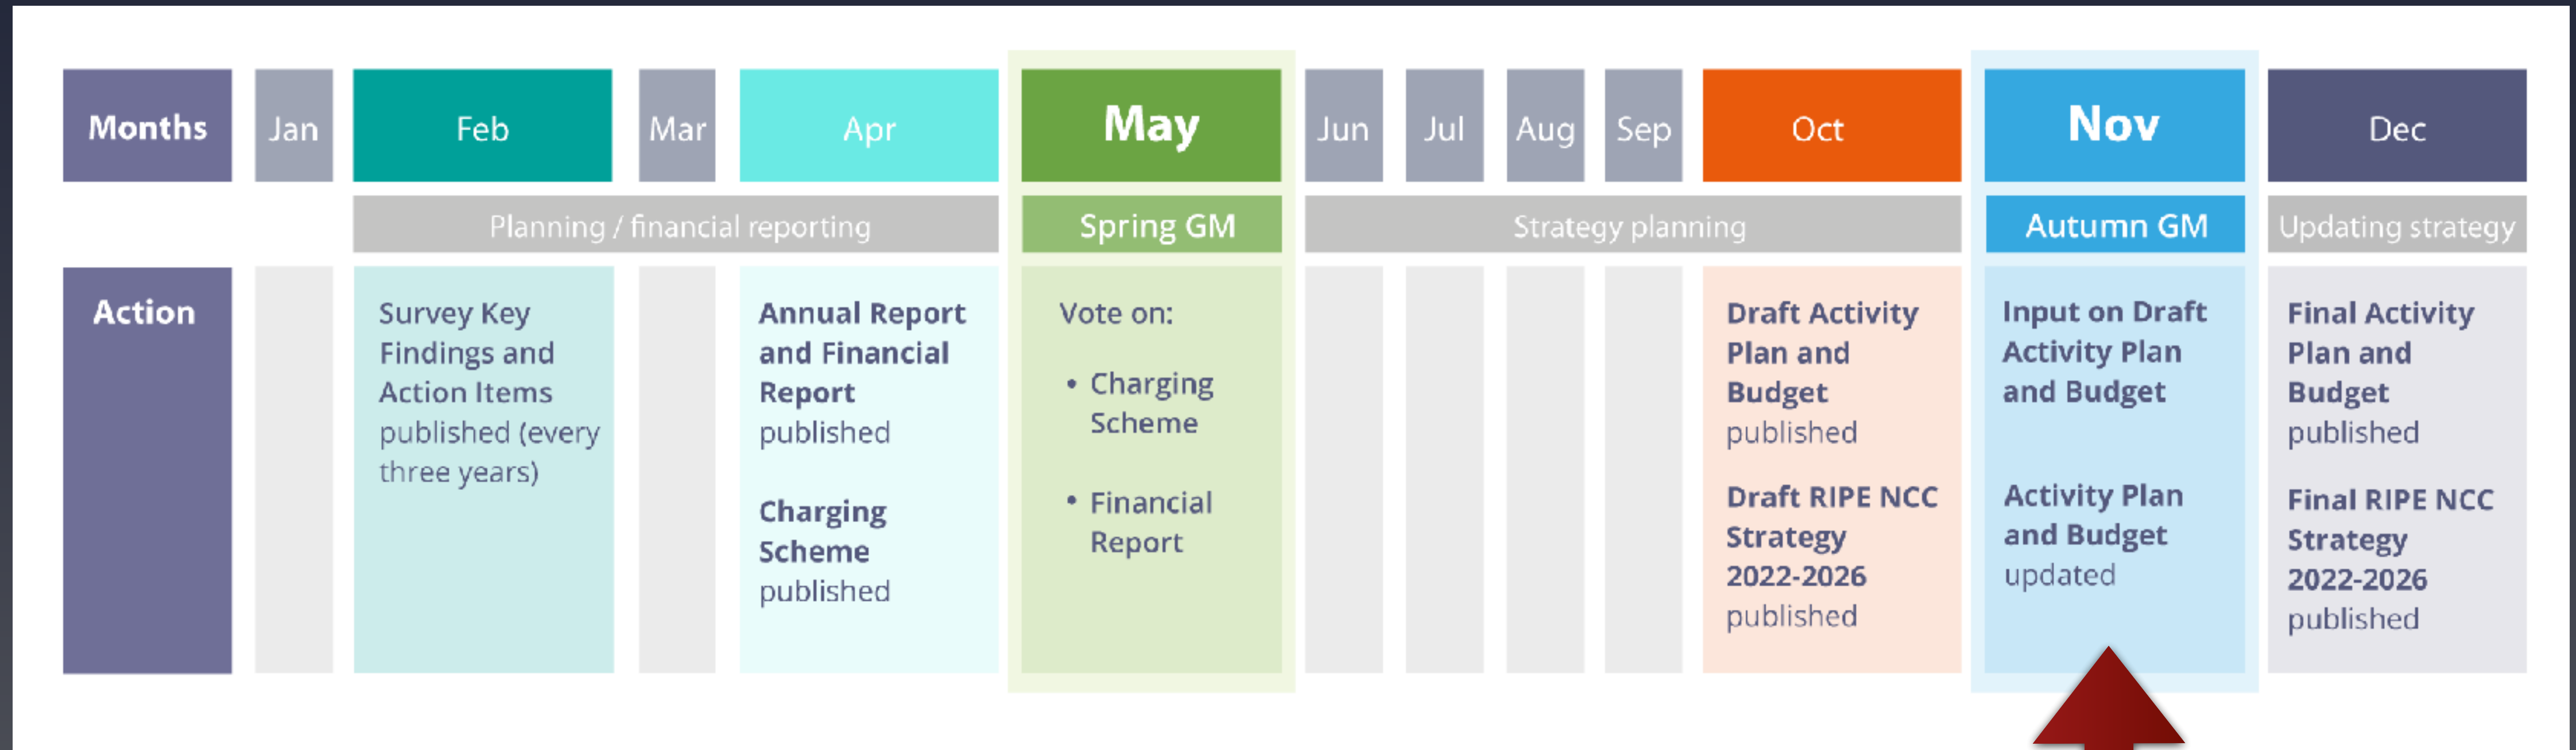 Months
Jan
Feb
Mar
Apr
May
Jun
Jul
Aug
Sep
Oct
Nov
Dec
Planning / financial reporting
Spring GM
Strategy planning
Autumn GM
Updating strategy
Action
Survey Key
Findings and
Action Items
published (every
three years)
Annual Report
and Financial
Report
published
Charging
Scheme
published
Vote on:
• Charging
Scheme
• Financial
Report
Draft Activity
Plan and
Budget
published
Draft RIPE NCC
Strategy
2022-2026
published
Input on Draft
Activity Plan
and Budget
Activity Plan
and Budget
updated
Final Activity
Plan and
Budget
published
Final RIPE NCC
Strategy
2022-2026
published